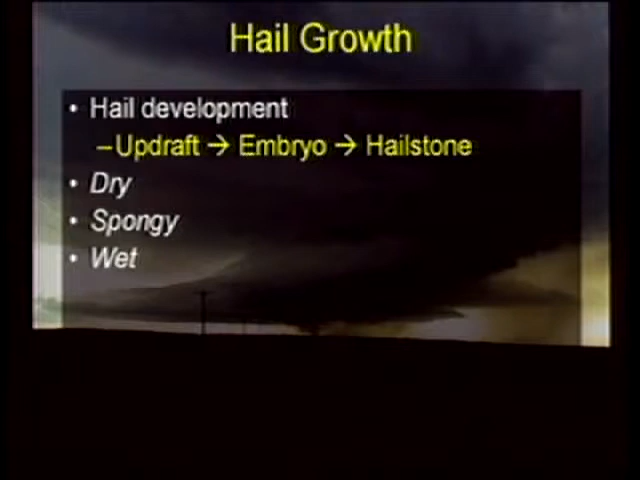 Hail Growth
• Hail development
–Updraft → Embryo → Hailstone
• Dry
• Spongy
• Wet